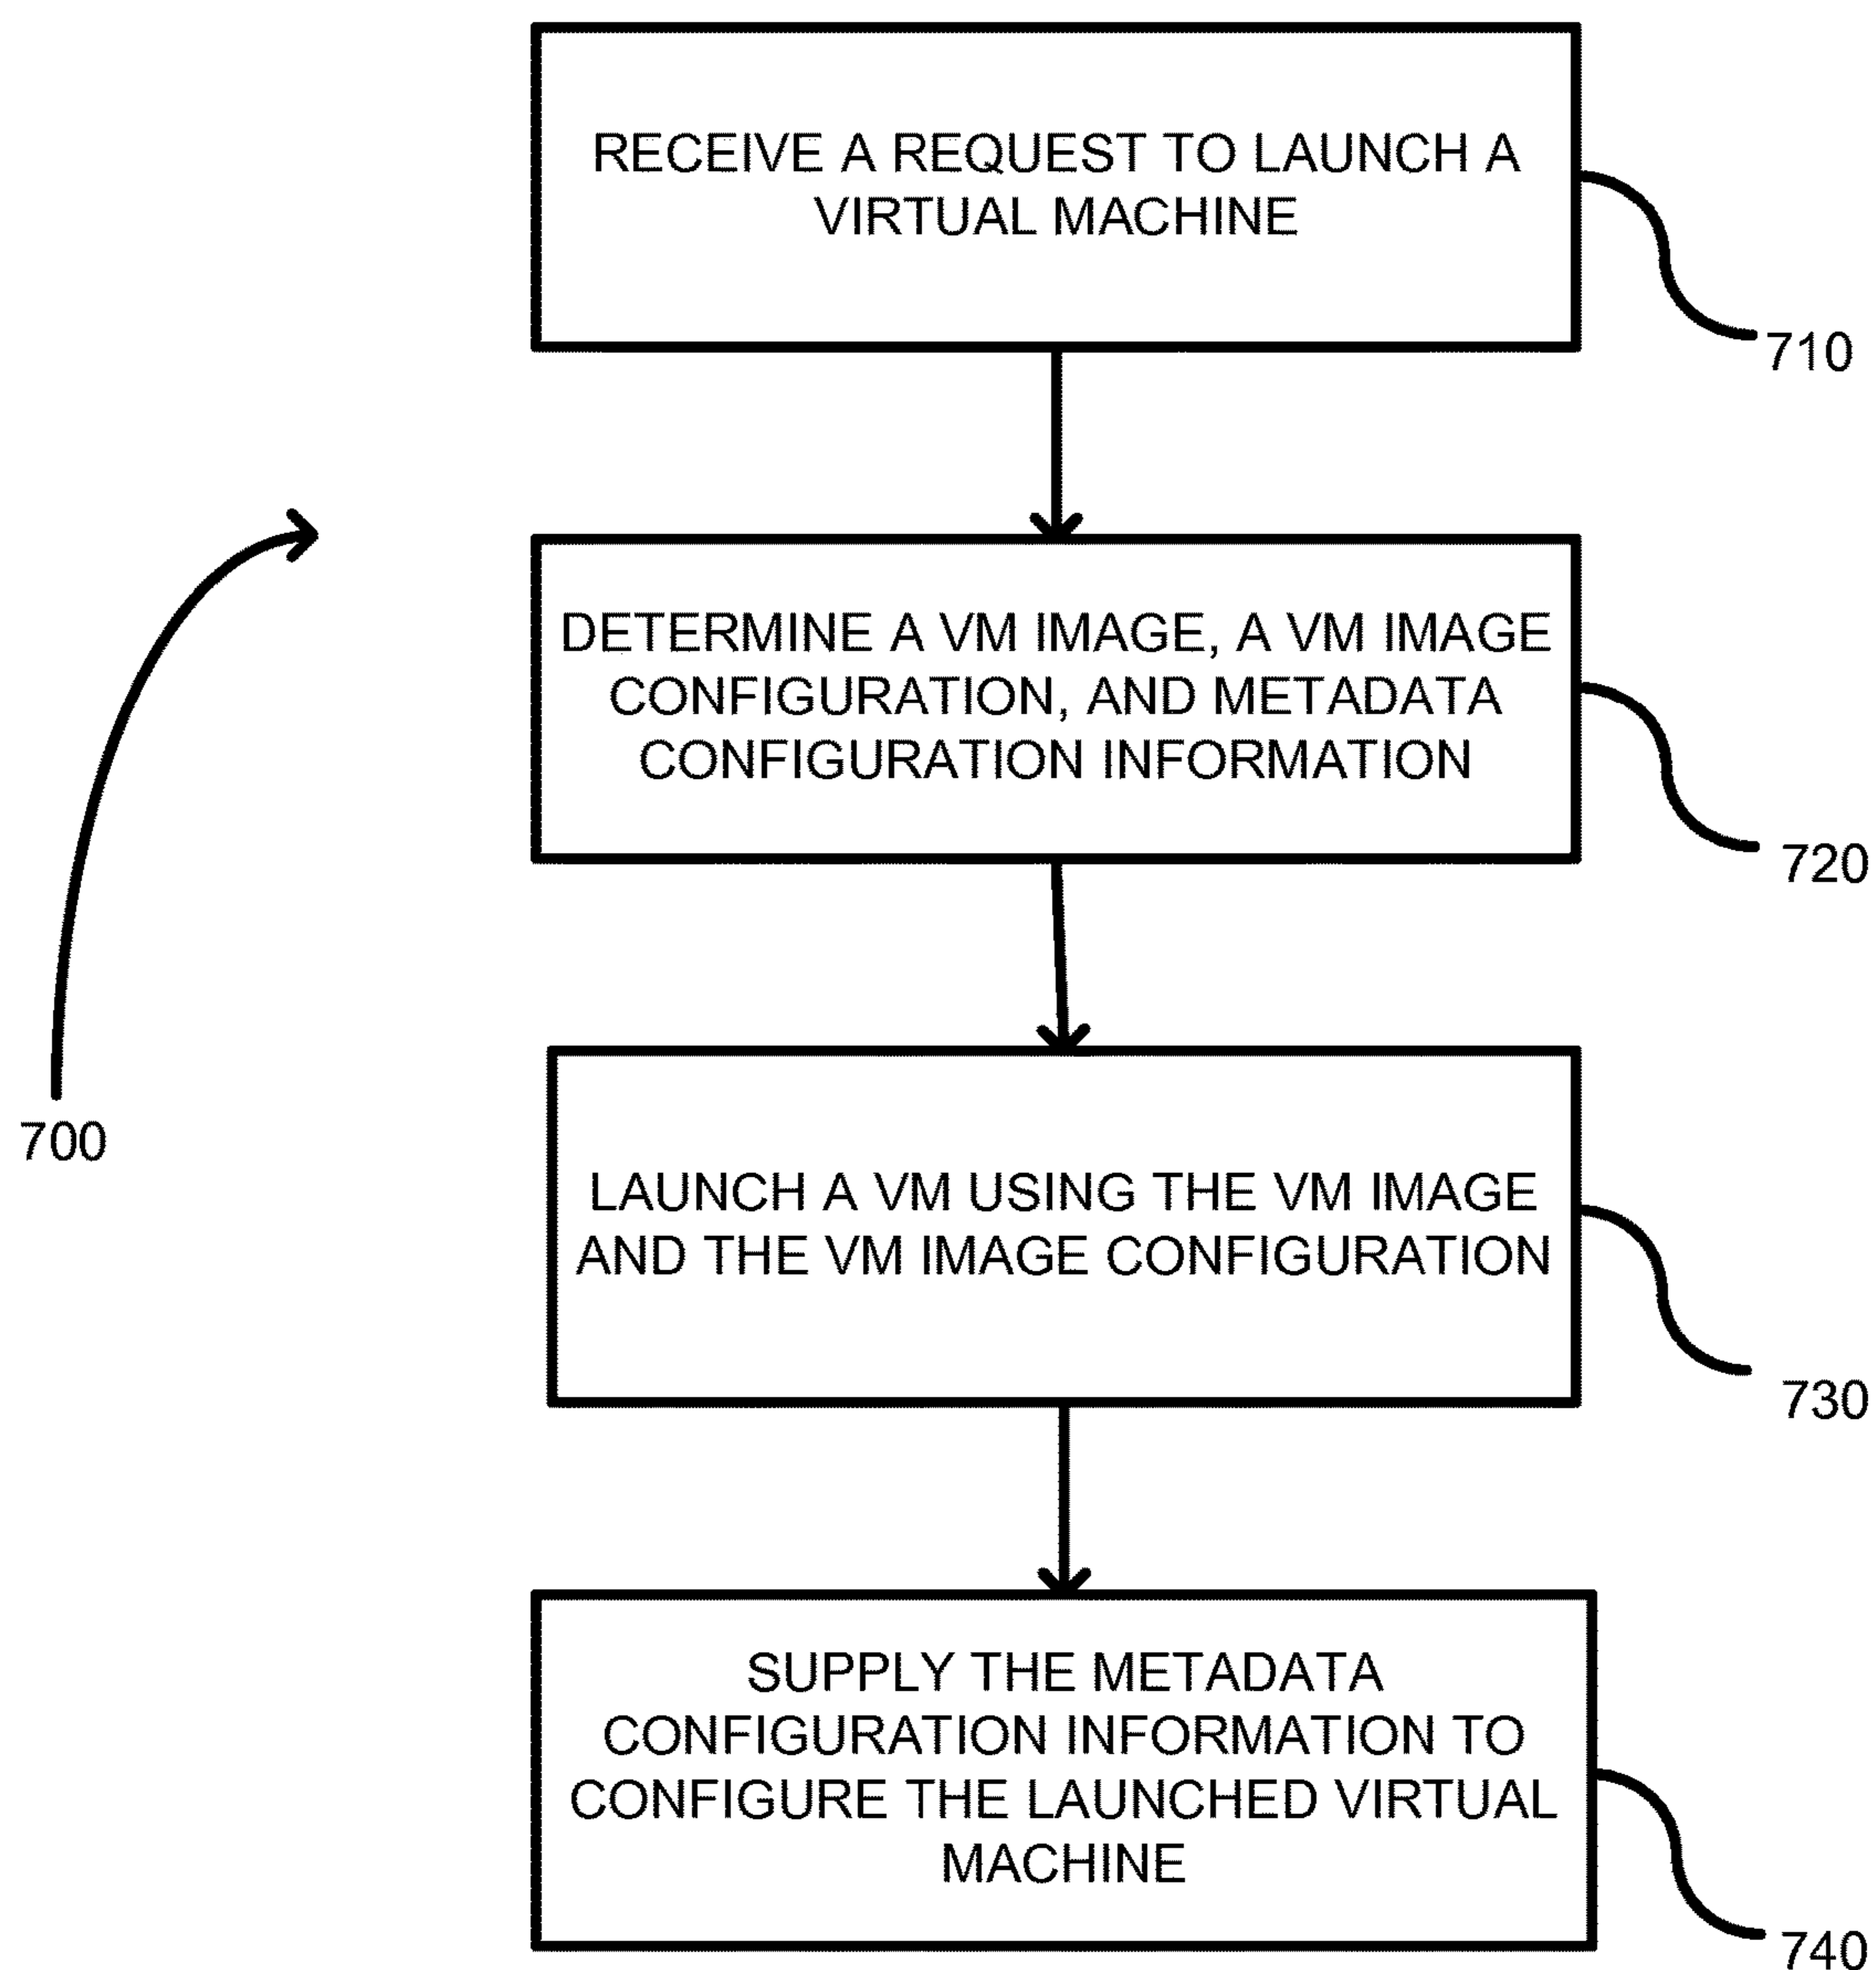 RECEIVE A REQUEST TO LAUNCH A
VIRTUAL MACHINE
710
DETERMINE A VM IMAGE, A VM IMAGE
CONFIGURATION, AND METADATA
CONFIGURATION INFORMATION
720
700
LAUNCH A VM USING THE VM IMAGE
AND THE VM IMAGE CONFIGURATION
730
SUPPLY THE METADATA
CONFIGURATION INFORMATION TO
CONFIGURE THE LAUNCHED VIRTUAL
MACHINE
740